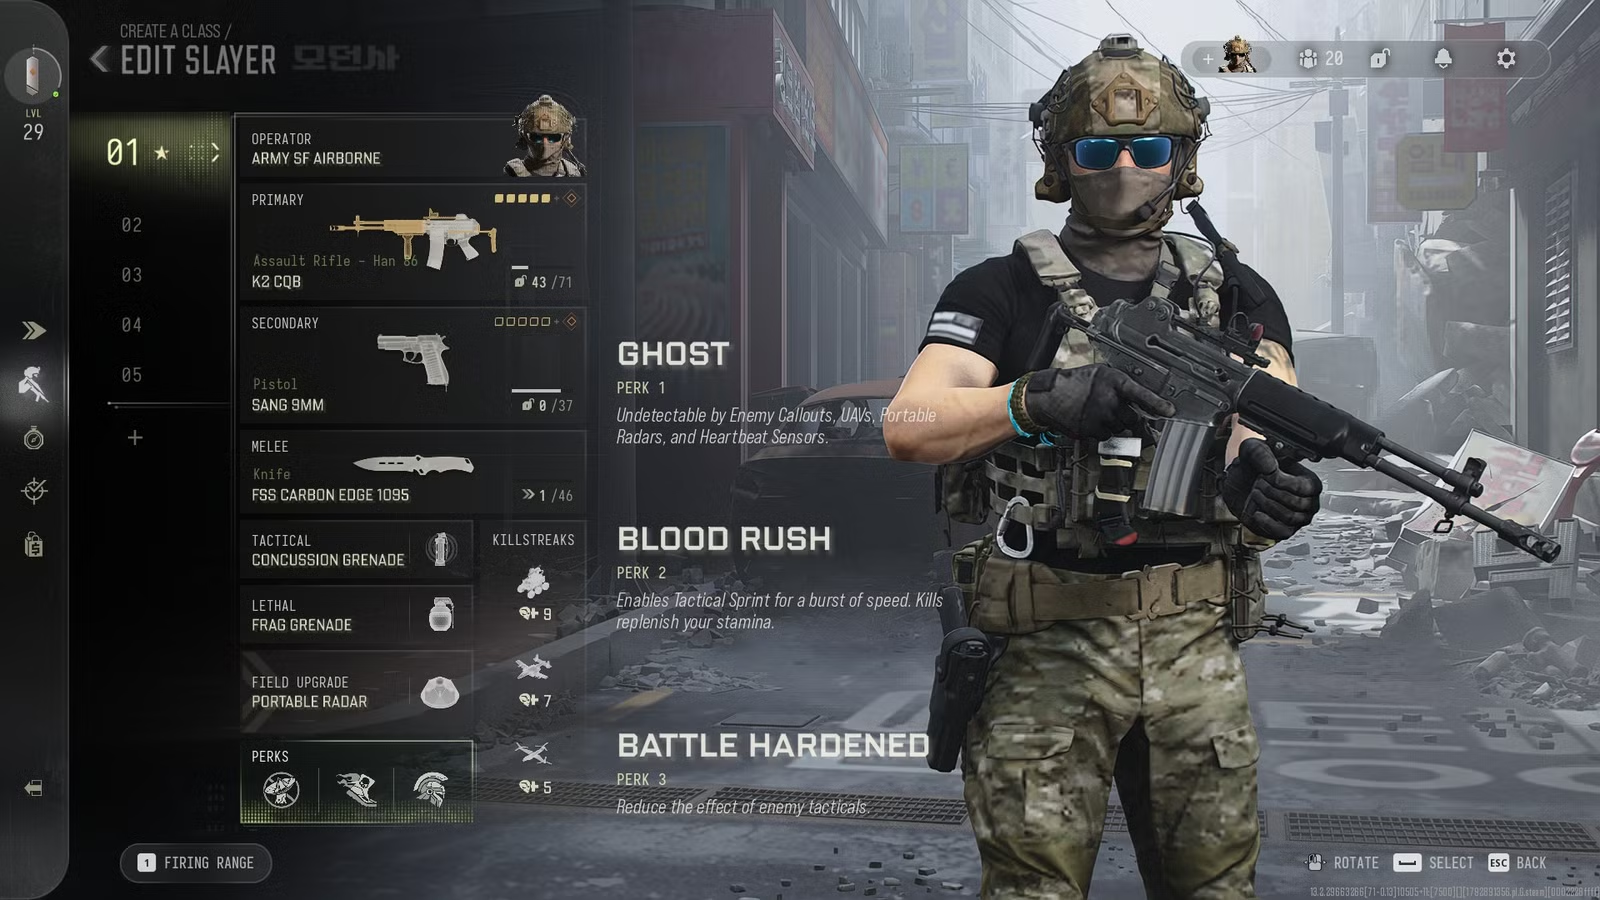 CREATE A CLASS /
EDIT SLAYER
모던사
LVL
29
20
01
02
03
04
05
OPERATOR
ARMY SF AIRBORNE
PRIMARY
Assault Rifle - Han 86
K2 CQB
43 /71
SECONDARY
Pistol
SANG 9MM
0 /37
MELEE
Knife
FSS CARBON EDGE 1095
1 /46
TACTICAL
CONCUSSION GRENADE
LETHAL
FRAG GRENADE
FIELD UPGRADE
PORTABLE RADAR
KILLSTREAKS
9
7
5
PERKS
GHOST
PERK 1
Undetectable by Enemy Callouts, UAVs, Portable
Radars, and Heartbeat Sensors.
BLOOD RUSH
PERK 2
Enables Tactical Sprint for a burst of speed. Kills
replenish your stamina.
BATTLE HARDENED
PERK 3
Reduce the effect of enemy tacticals.
1 FIRING RANGE
ROTATE
SELECT
ESC BACK